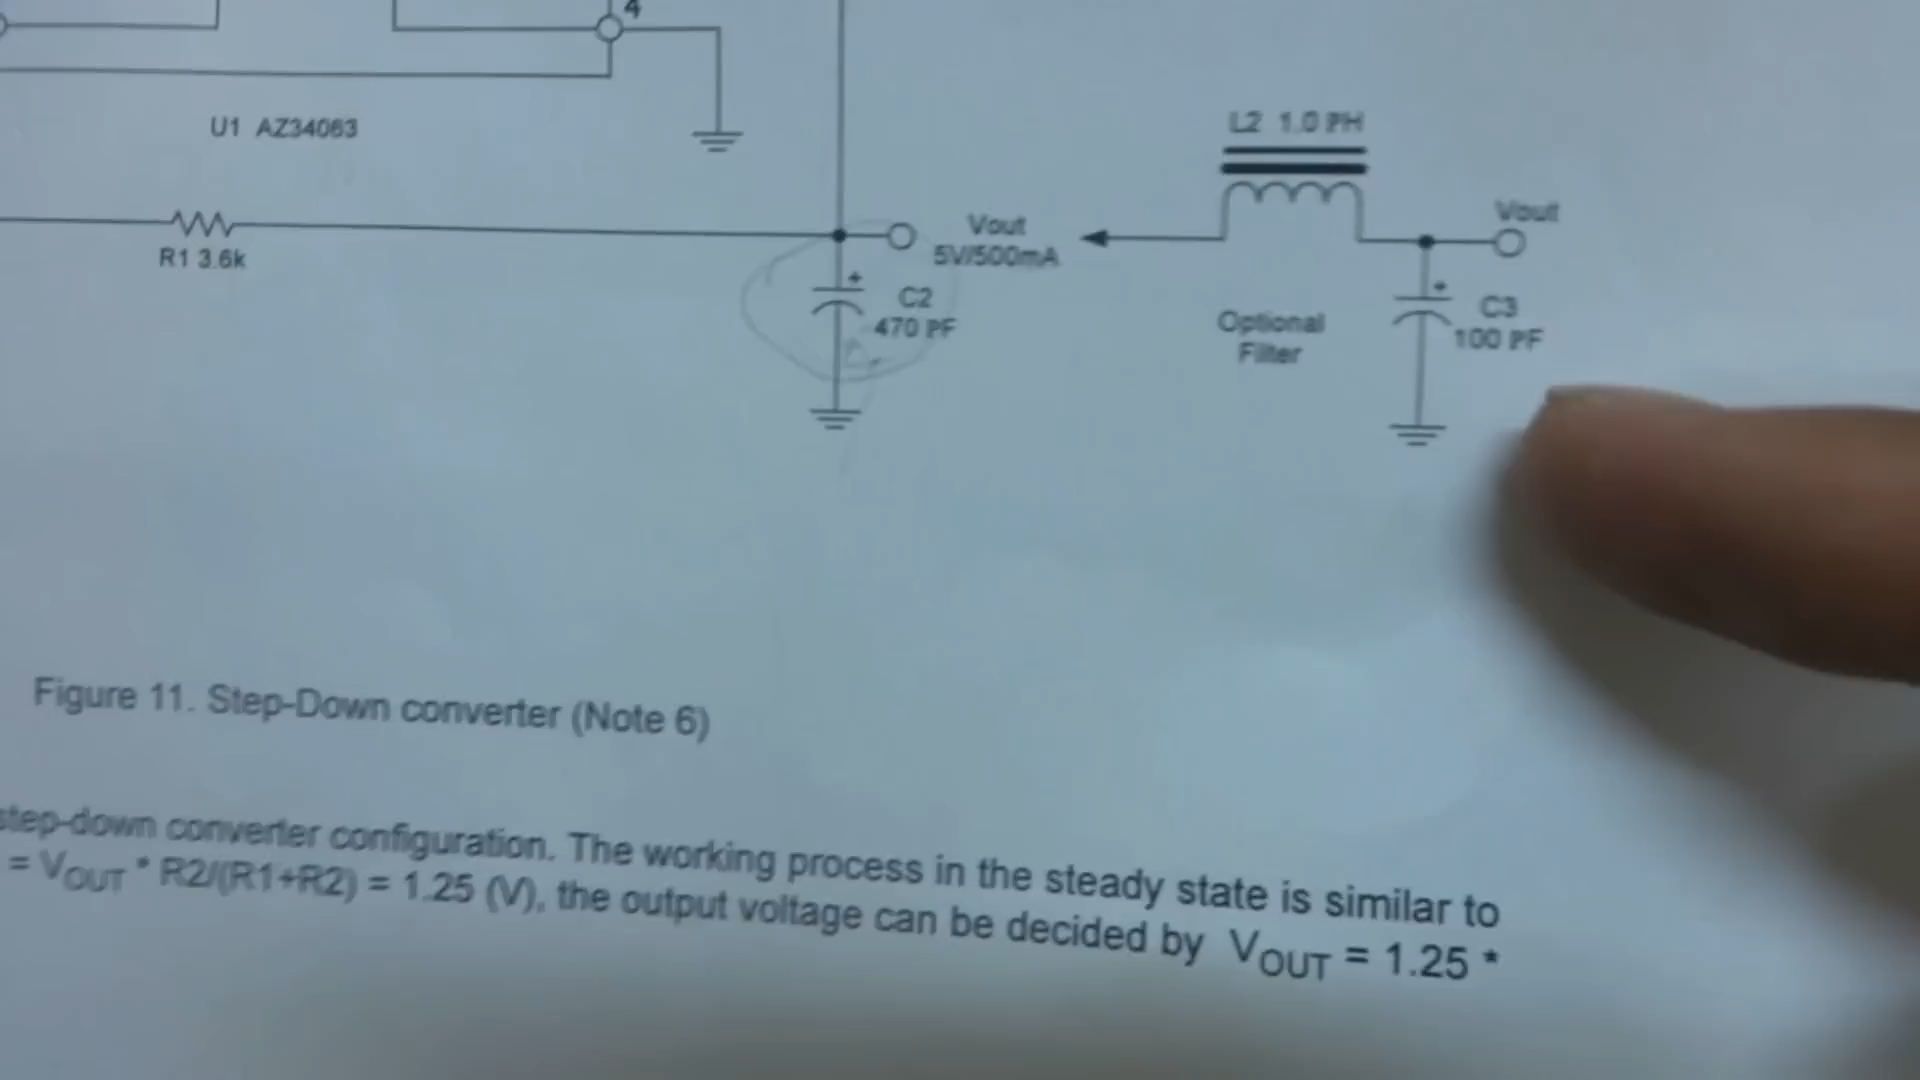 4
U1 AZ34063
L2 1.0 PH
R1 3.6k
Vout
5V/500mA
Vout
+
C2
470 PF
Optional
Filter
+
C3
100 PF
Figure 11. Step-Down converter (Note 6)
step-down converter configuration. The working process in the steady state is similar to
= VOUT * R2/(R1+R2) = 1.25 (V), the output voltage can be decided by VOUT = 1.25 *